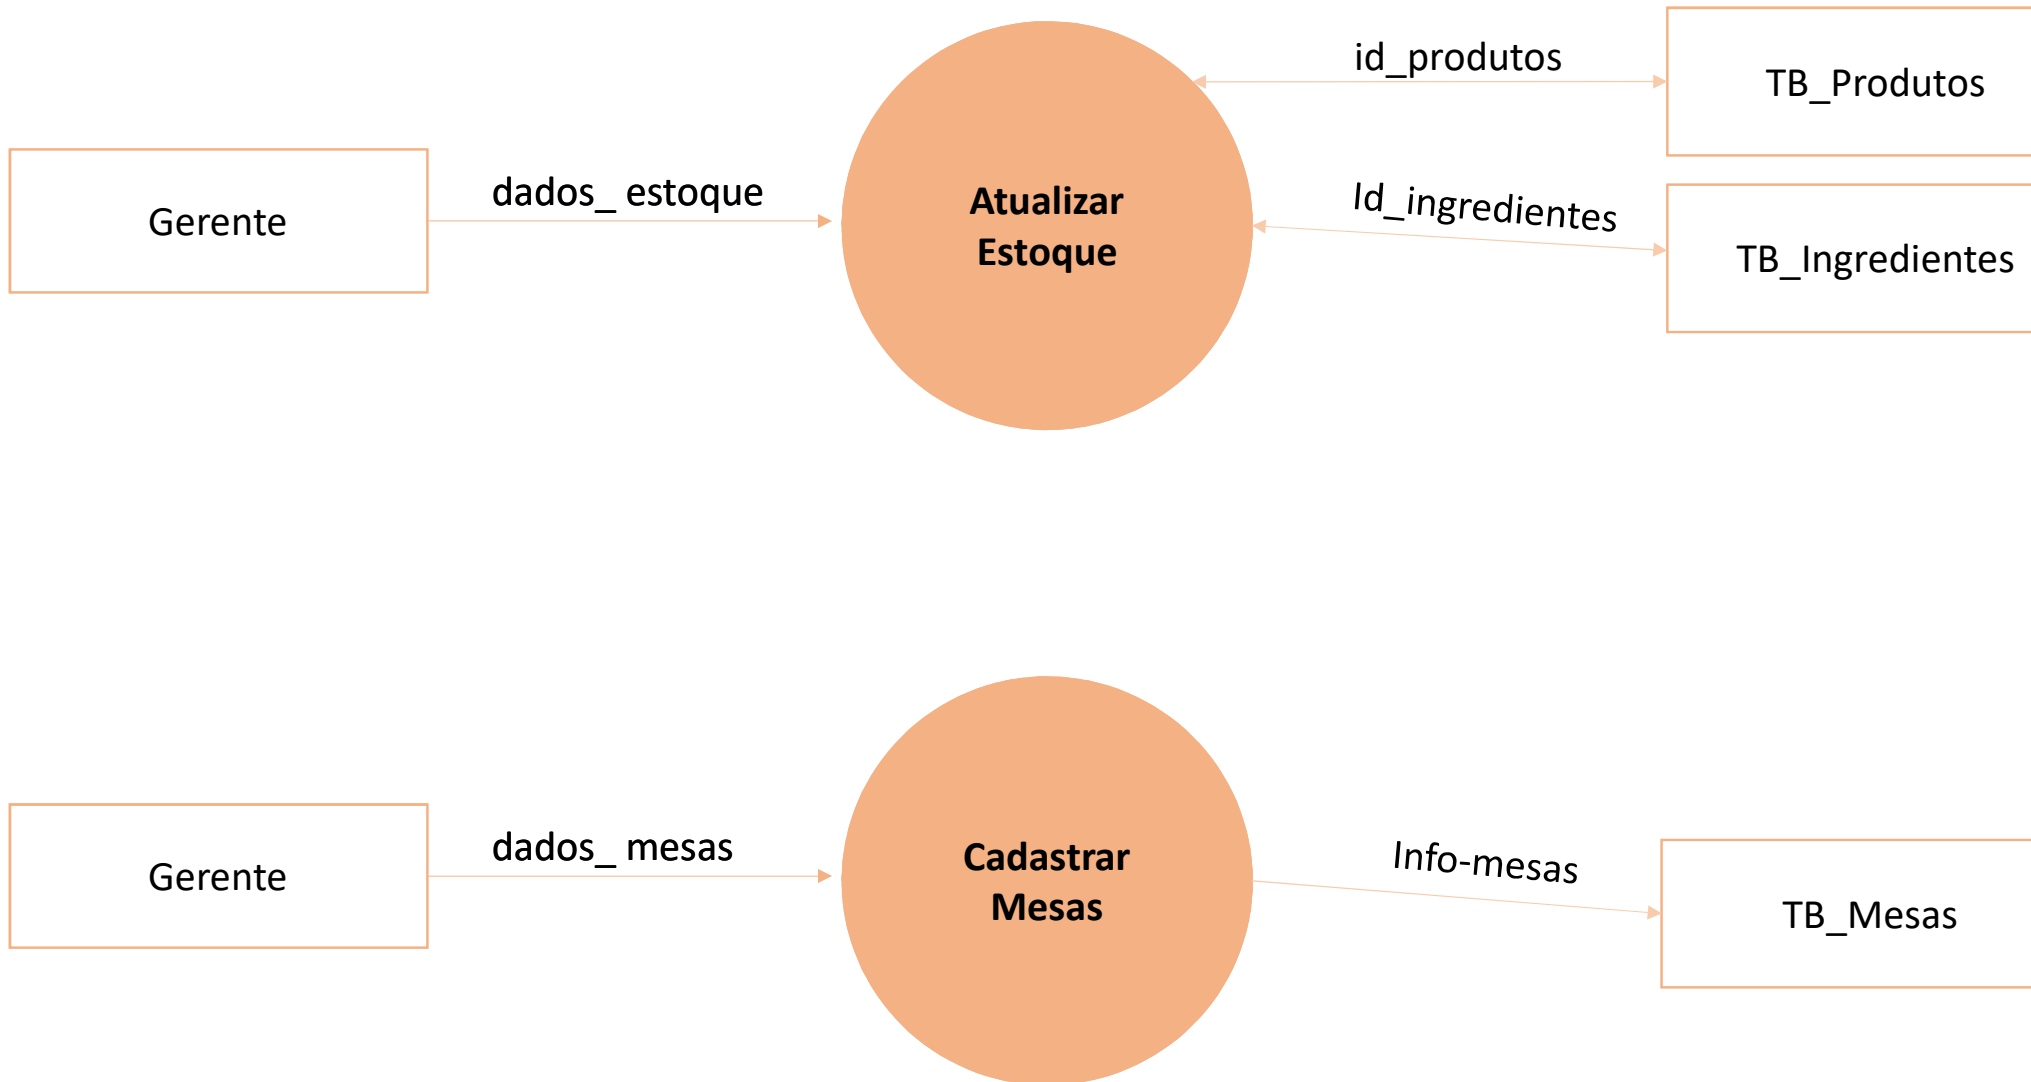 id_produtos
TB_Produtos
Gerente
dados_ estoque
Atualizar
Estoque
Id_ingredientes
TB_Ingredientes
Gerente
dados_ mesas
Cadastrar
Mesas
Info-mesas
TB_Mesas